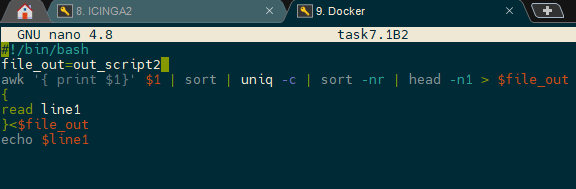 8. ICINGA2
9. Docker
GNU nano 4.8 task7.1B2
#!/bin/bash
file_out=out_script2
awk '{ print $1}' $1 | sort | uniq -c | sort -nr | head -n1 > $file_out
{
read line1
}<$file_out
echo $line1